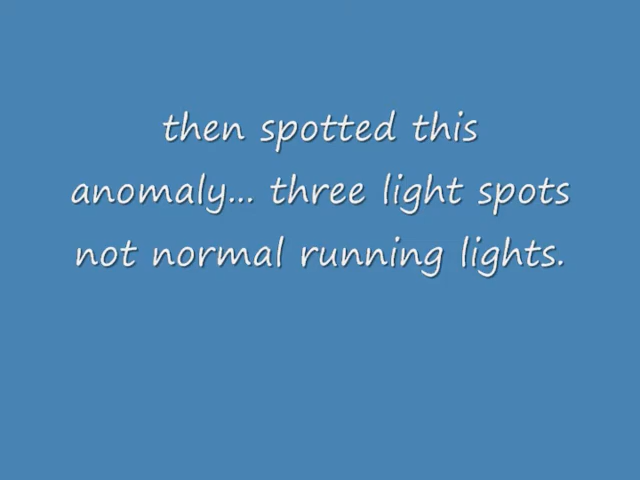 then spotted this
anomaly... three light spots
not normal running lights.